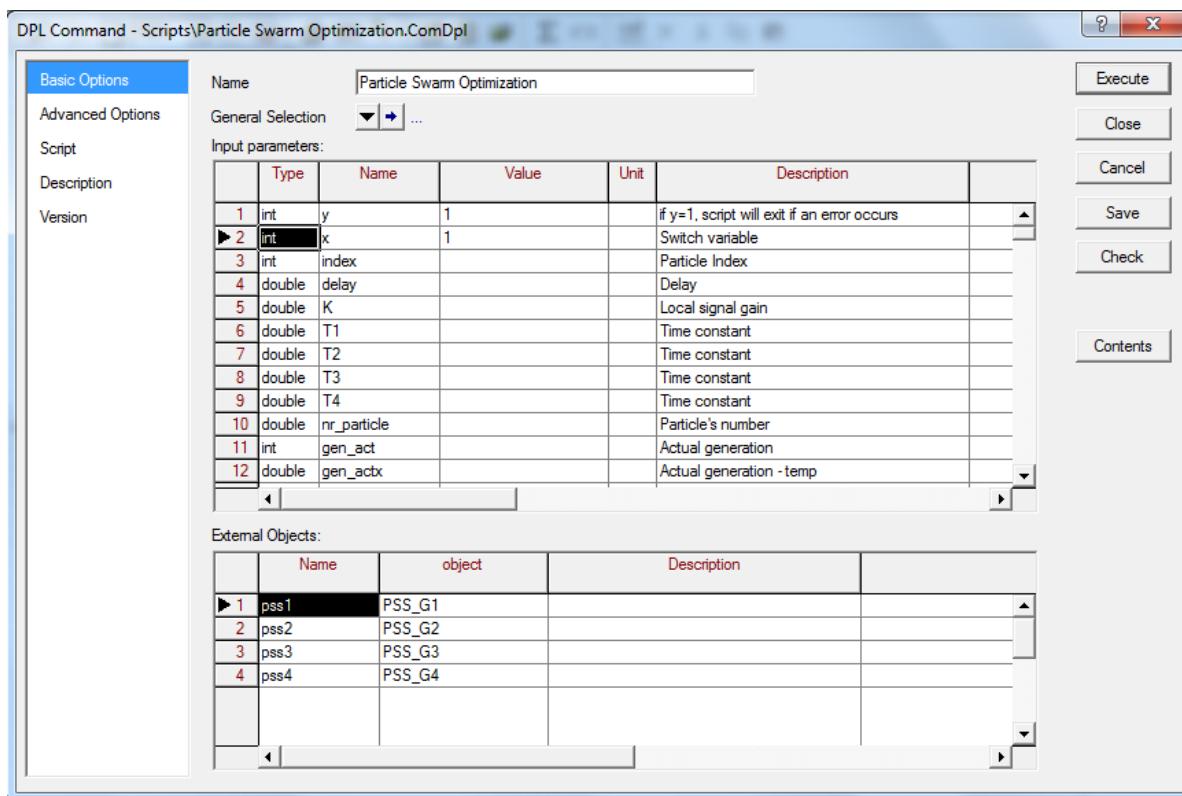 DPL Command - Scripts\Particle Swarm Optimization.ComDpl
Basic Options
Advanced Options
Script
Description
Version
Name Particle Swarm Optimization
General Selection ...
Input parameters:
Type Name Value Unit Description
1 int y 1 if y=1, script will exit if an error occurs
2 int x 1 Switch variable
3 int index Particle Index
4 double delay Delay
5 double K Local signal gain
6 double T1 Time constant
7 double T2 Time constant
8 double T3 Time constant
9 double T4 Time constant
10 double nr_particle Particle's number
11 int gen_act Actual generation
12 double gen_actx Actual generation - temp
External Objects:
Name object Description
1 pss1 PSS_G1
2 pss2 PSS_G2
3 pss3 PSS_G3
4 pss4 PSS_G4
Execute
Close
Cancel
Save
Check
Contents